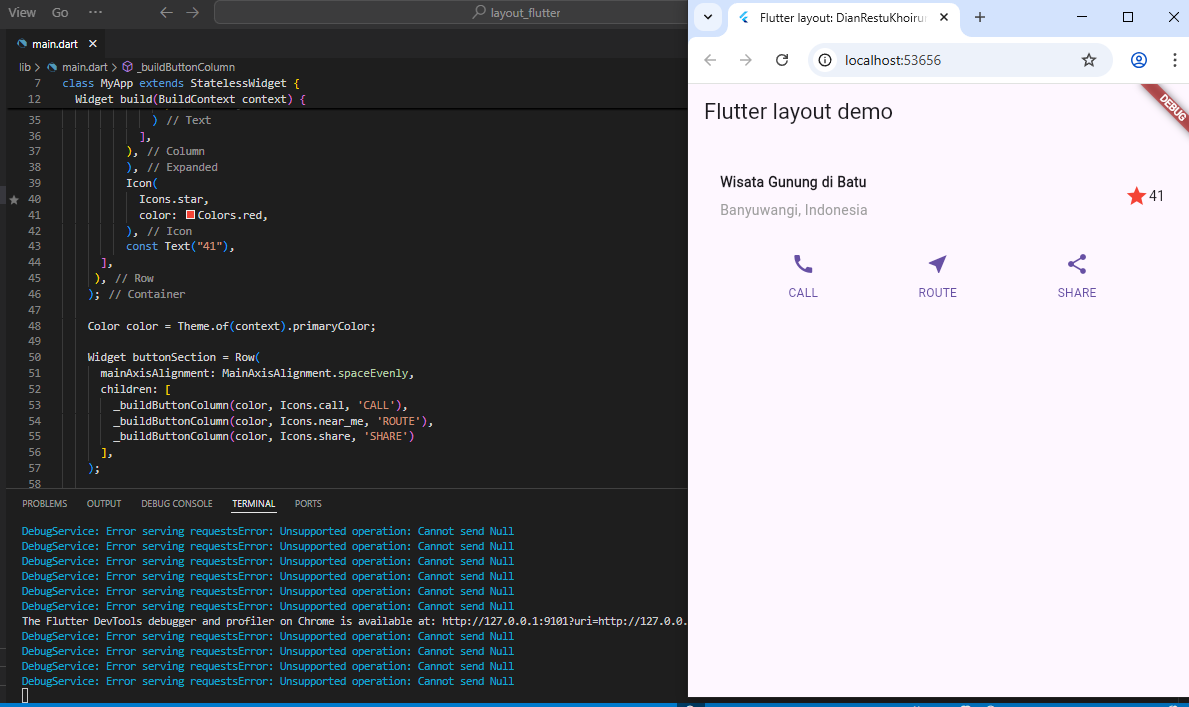 View Go ··· layout_flutter
main.dart
lib > main.dart > _buildButtonColumn
7 class MyApp extends StatelessWidget {
12 Widget build(BuildContext context) {
35 ) // Text
36 ],
37 ), // Column
38 ), // Expanded
39 Icon(
40 Icons.star,
41 color: Colors.red,
42 ), // Icon
43 const Text("41"),
44 ],
45 ), // Row
46 ); // Container
47
48 Color color = Theme.of(context).primaryColor;
49
50 Widget buttonSection = Row(
51 mainAxisAlignment: MainAxisAlignment.spaceEvenly,
52 children: [
53 _buildButtonColumn(color, Icons.call, 'CALL'),
54 _buildButtonColumn(color, Icons.near_me, 'ROUTE'),
55 _buildButtonColumn(color, Icons.share, 'SHARE')
56 ],
57 );
58
PROBLEMS OUTPUT DEBUG CONSOLE TERMINAL PORTS
DebugService: Error serving requestsError: Unsupported operation: Cannot send Null
DebugService: Error serving requestsError: Unsupported operation: Cannot send Null
DebugService: Error serving requestsError: Unsupported operation: Cannot send Null
DebugService: Error serving requestsError: Unsupported operation: Cannot send Null
DebugService: Error serving requestsError: Unsupported operation: Cannot send Null
DebugService: Error serving requestsError: Unsupported operation: Cannot send Null
The Flutter DevTools debugger and profiler on Chrome is available at: http://127.0.0.1:9101?uri=http://127.0.0.
DebugService: Error serving requestsError: Unsupported operation: Cannot send Null
DebugService: Error serving requestsError: Unsupported operation: Cannot send Null
DebugService: Error serving requestsError: Unsupported operation: Cannot send Null
DebugService: Error serving requestsError: Unsupported operation: Cannot send Null
Flutter layout: DianRestuKhoirun
localhost:53656
DEBUG
Flutter layout demo
Wisata Gunung di Batu
41
Banyuwangi, Indonesia
CALL ROUTE SHARE